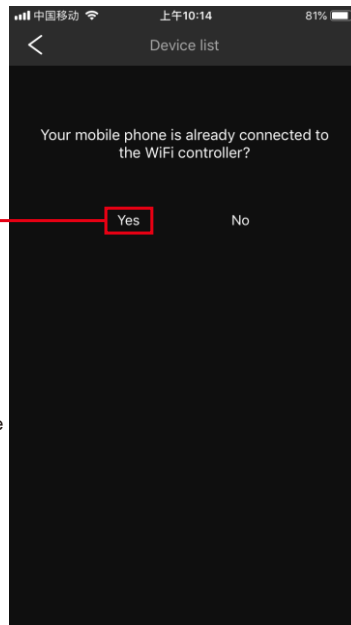 中国移动 上午10:14 81%
Device list
Your mobile phone is already connected to
the WiFi controller?
Yes No
e